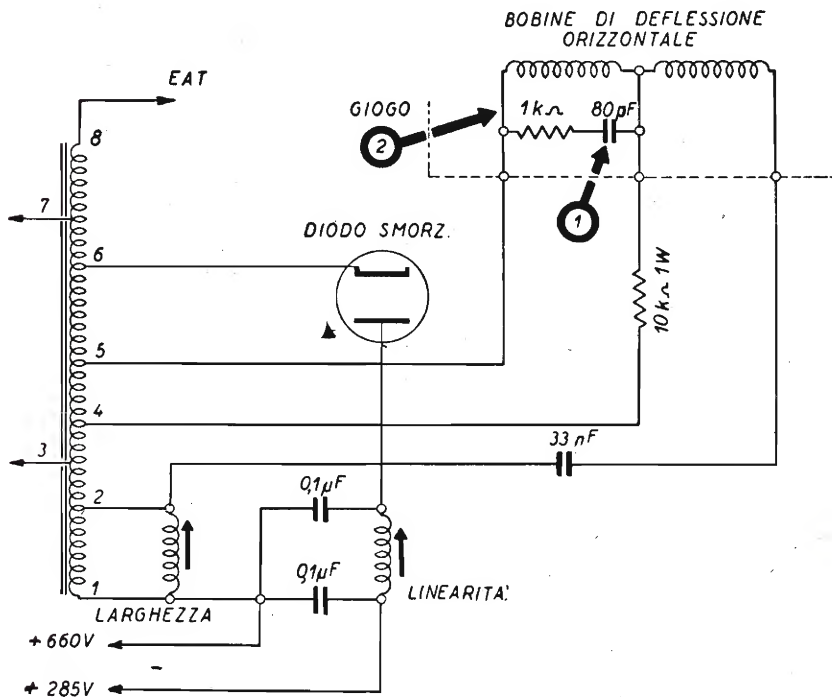 BOBINE DI DEFLESSIONE
ORIZZONTALE
EAT
GIOGO
1kΩ
80pF
2
1
8
7
DIODO SMORZ.
6
10kΩ 1W
5
4
3
33nF
2
0,1µF
1
0,1µF
LARGHEZZA
LINEARITA'.
+660V
+285V